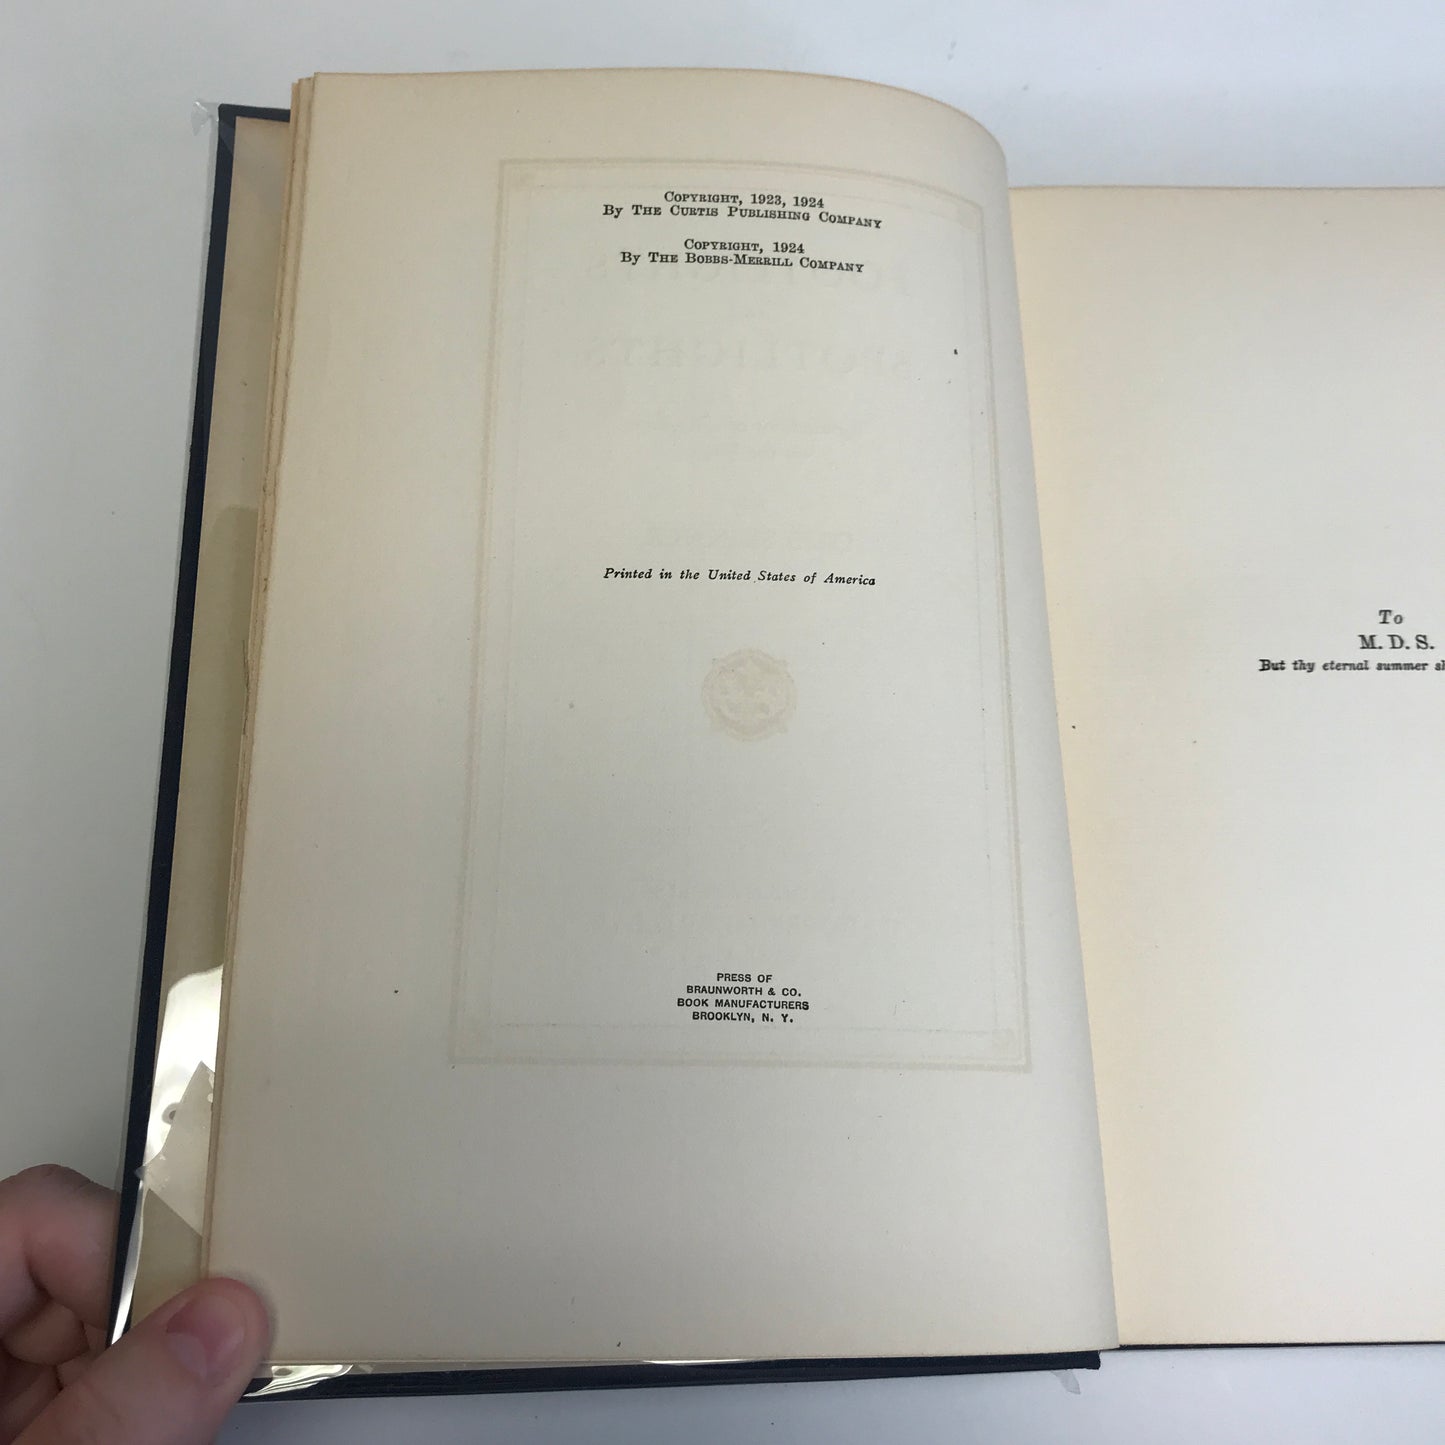 COPYRIGHT, 1923, 1924
BY THE CURTIS PUBLISHING COMPANY
COPYRIGHT, 1924
BY THE BOBBS-MERRILL COMPANY
Printed in the United States of America
PRESS OF
BRAUNWORTH & CO.
BOOK MANUFACTURERS
BROOKLYN, N. Y.
To
M. D. S.
But thy eternal summer